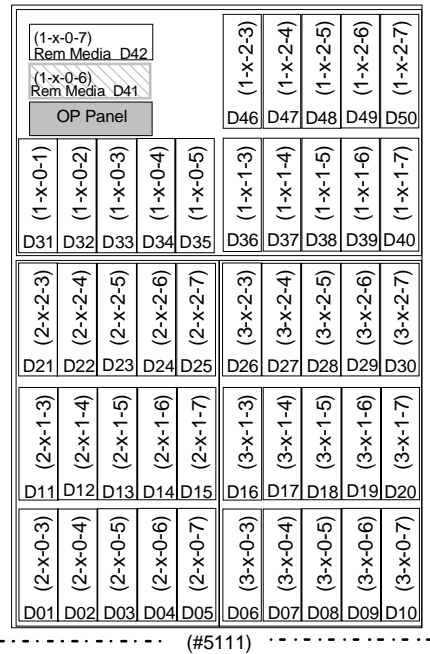 (1-x-0-7)
Rem Media D42
(1-x-0-6)
Rem Media D41
OP Panel
(1-x-2-3) (1-x-2-4) (1-x-2-5) (1-x-2-6) (1-x-2-7)
D46 D47 D48 D49 D50
(1-x-0-1) (1-x-0-2) (1-x-0-3) (1-x-0-4) (1-x-0-5)
D31 D32 D33 D34 D35
(1-x-1-3) (1-x-1-4) (1-x-1-5) (1-x-1-6) (1-x-1-7)
D36 D37 D38 D39 D40
(2-x-2-3) (2-x-2-4) (2-x-2-5) (2-x-2-6) (2-x-2-7)
D21 D22 D23 D24 D25
(3-x-2-3) (3-x-2-4) (3-x-2-5) (3-x-2-6) (3-x-2-7)
D26 D27 D28 D29 D30
(2-x-1-3) (2-x-1-4) (2-x-1-5) (2-x-1-6) (2-x-1-7)
D11 D12 D13 D14 D15
(3-x-1-3) (3-x-1-4) (3-x-1-5) (3-x-1-6) (3-x-1-7)
D16 D17 D18 D19 D20
(2-x-0-3) (2-x-0-4) (2-x-0-5) (2-x-0-6) (2-x-0-7)
D01 D02 D03 D04 D05
(3-x-0-3) (3-x-0-4) (3-x-0-5) (3-x-0-6) (3-x-0-7)
D06 D07 D08 D09 D10
(#5111)